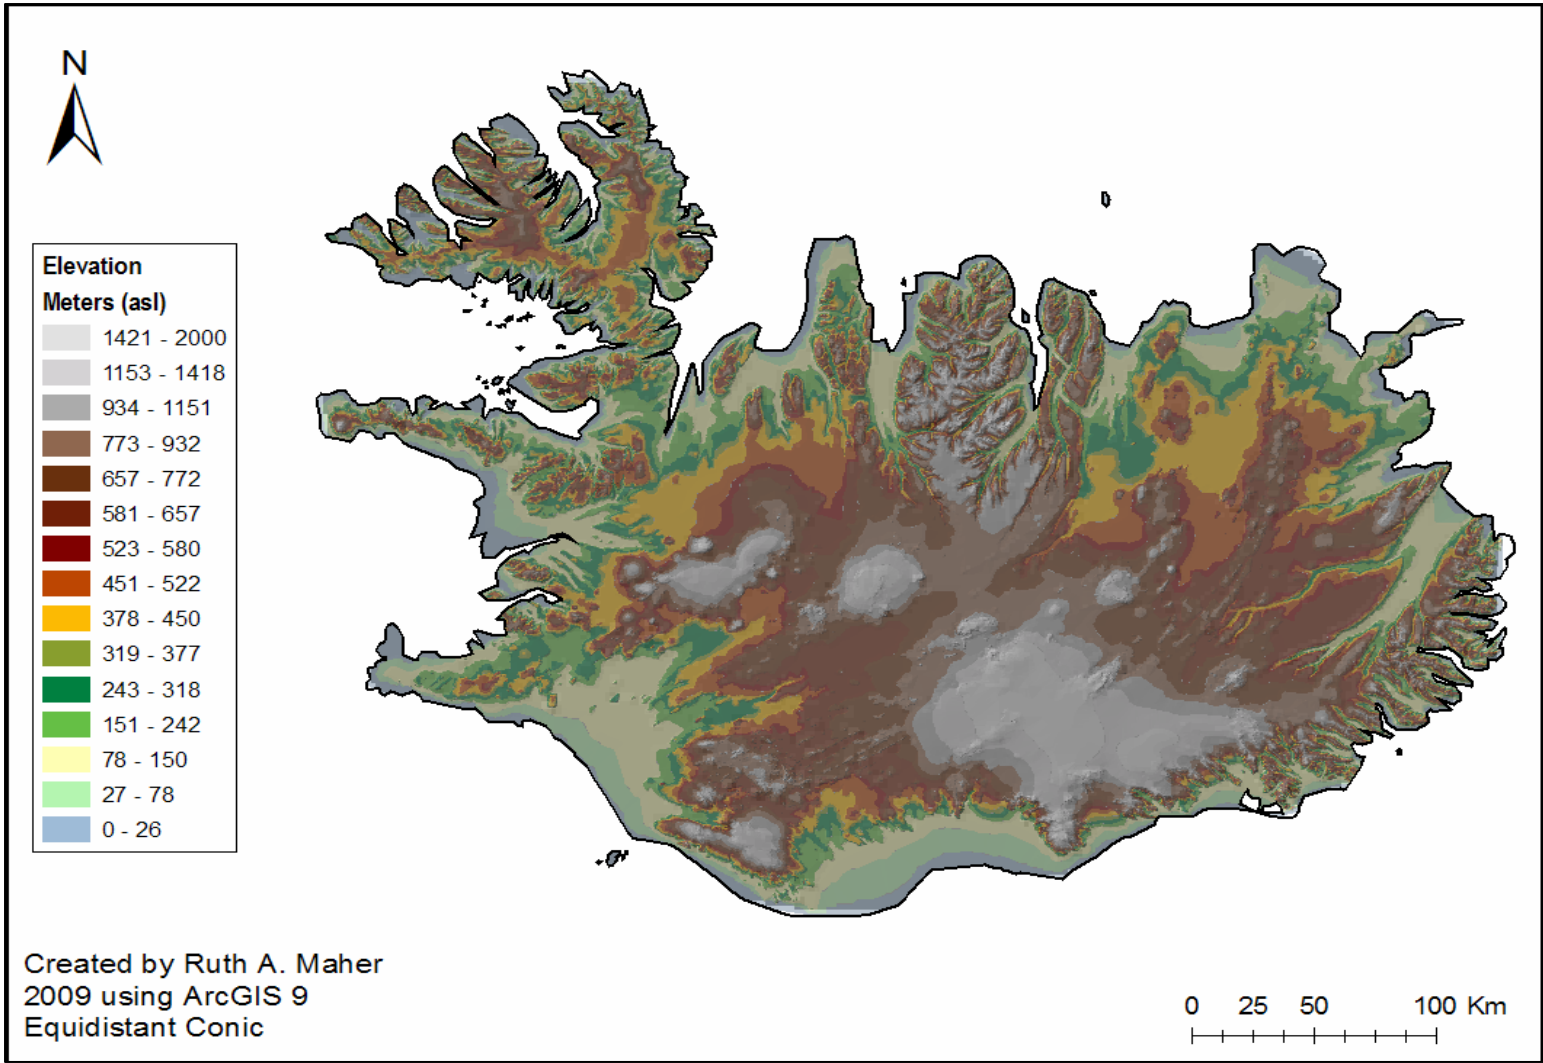 N
Elevation
Meters (asl)
1421 - 2000
1153 - 1418
934 - 1151
773 - 932
657 - 772
581 - 657
523 - 580
451 - 522
378 - 450
319 - 377
243 - 318
151 - 242
78 - 150
27 - 78
0 - 26
Created by Ruth A. Maher
2009 using ArcGIS 9
Equidistant Conic
0 25 50 100 Km